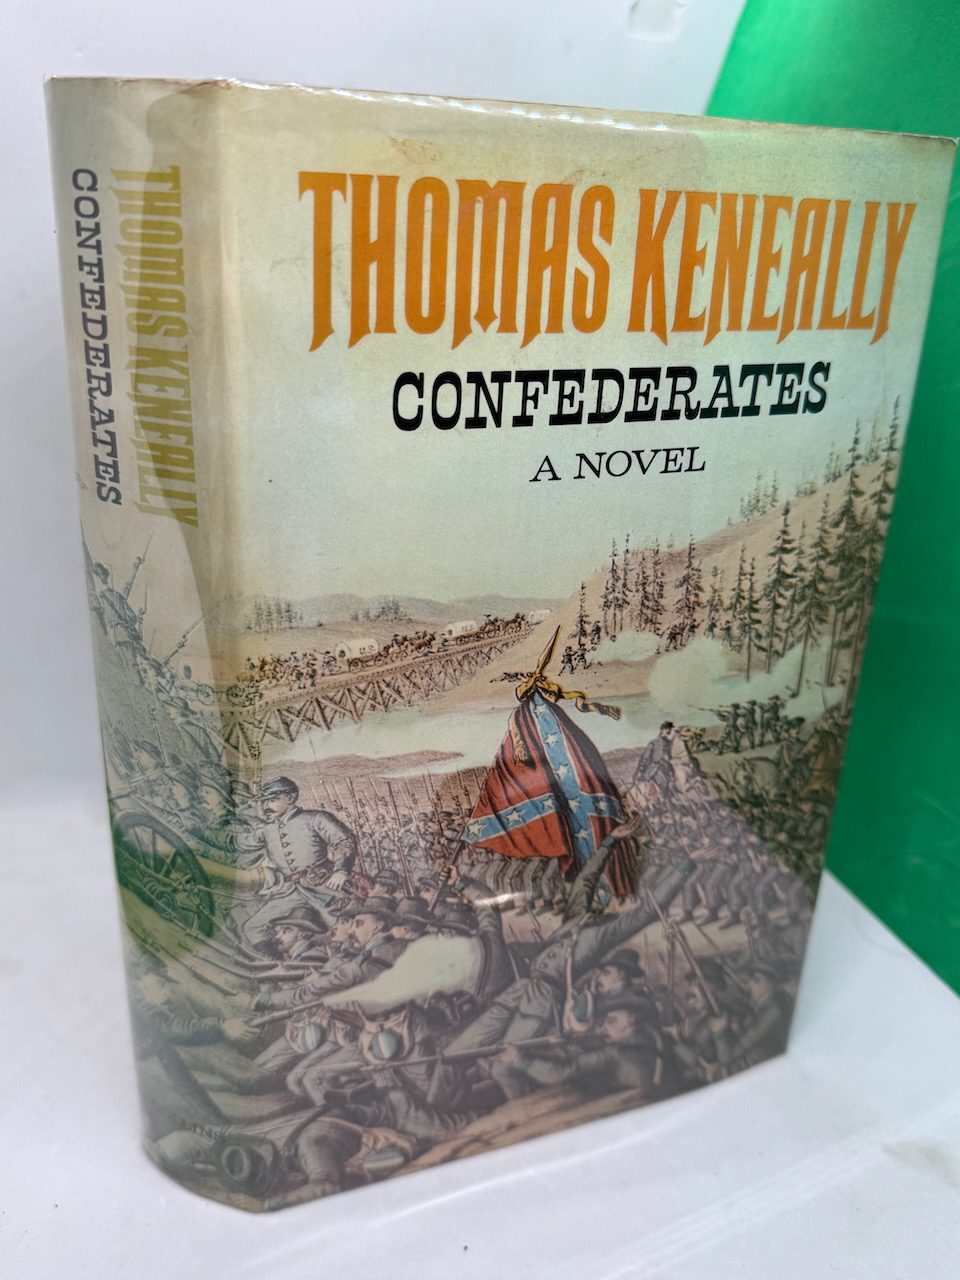 THOMAS KENEALLY
CONFEDERATES
A NOVEL
THOMAS KENEALLY
CONFEDERATES
U.S.
U.S.